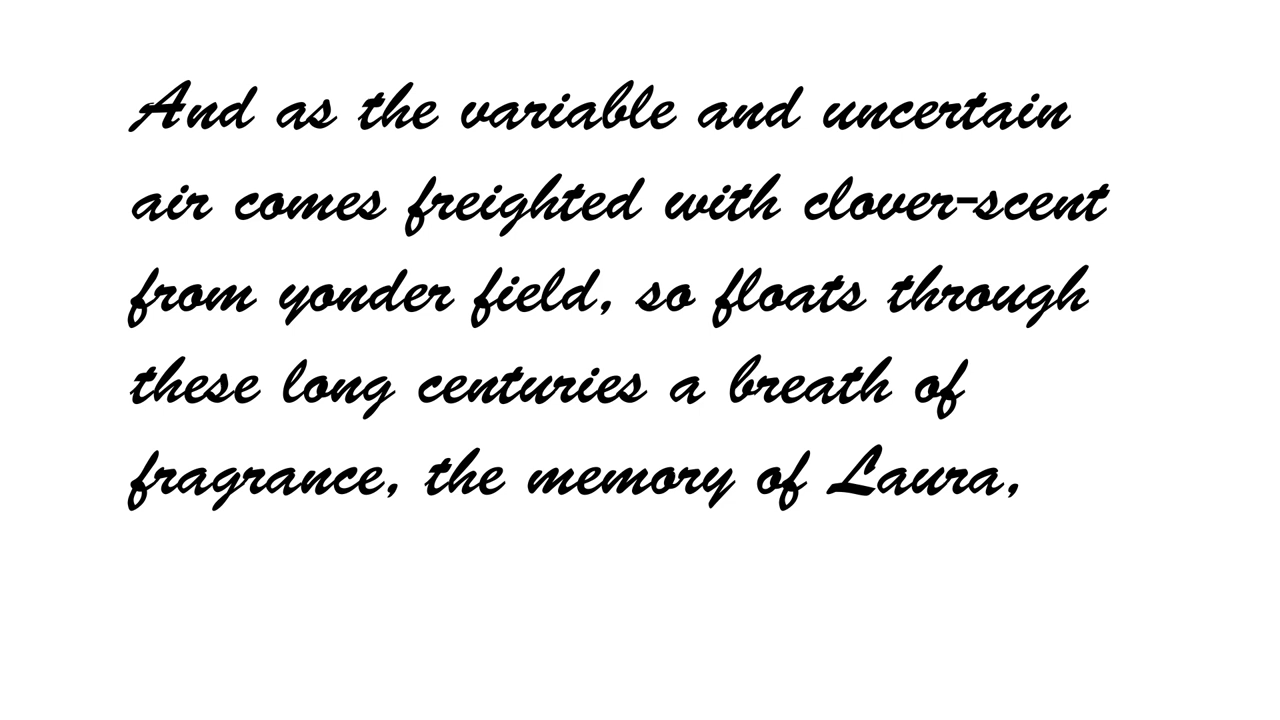 And as the variable and uncertain
air comes freighted with clover-scent
from yonder field, so floats through
these long centuries a breath of
fragrance, the memory of Laura,